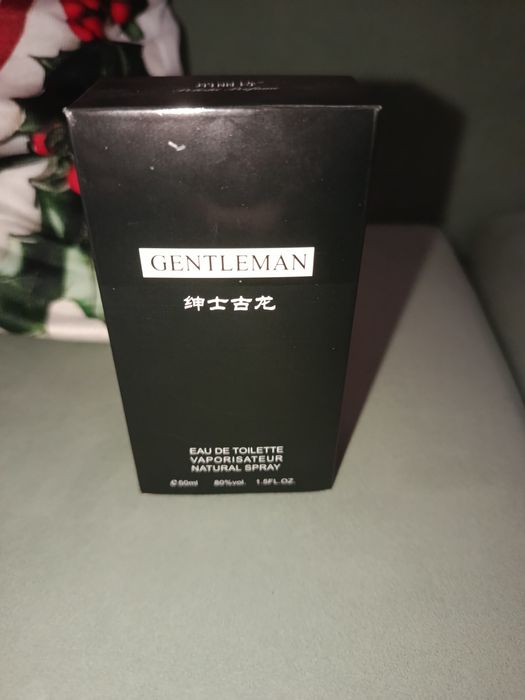 GENTLEMAN
绅士古龙
EAU DE TOILETTE
VAPORISATEUR
NATURAL SPRAY
℮50ml 80%vol. 1.5FL.OZ.